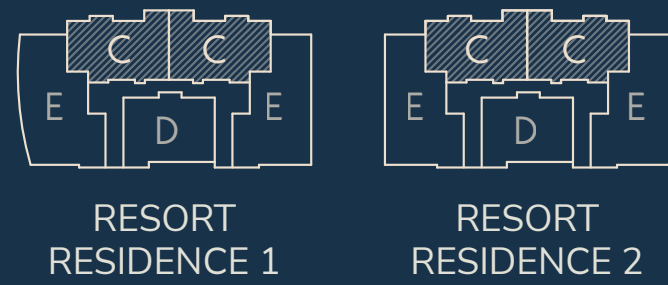 C C
E D E
RESORT
RESIDENCE 1
C C
E D E
RESORT
RESIDENCE 2